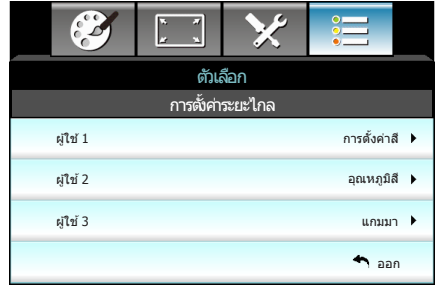 ตัวเลือก
การตั้งค่าระยะไกล
ผู้ใช้ 1 การตั้งค่าสี
ผู้ใช้ 2 อุณหภูมิสี
ผู้ใช้ 3 แกมมา
ออก